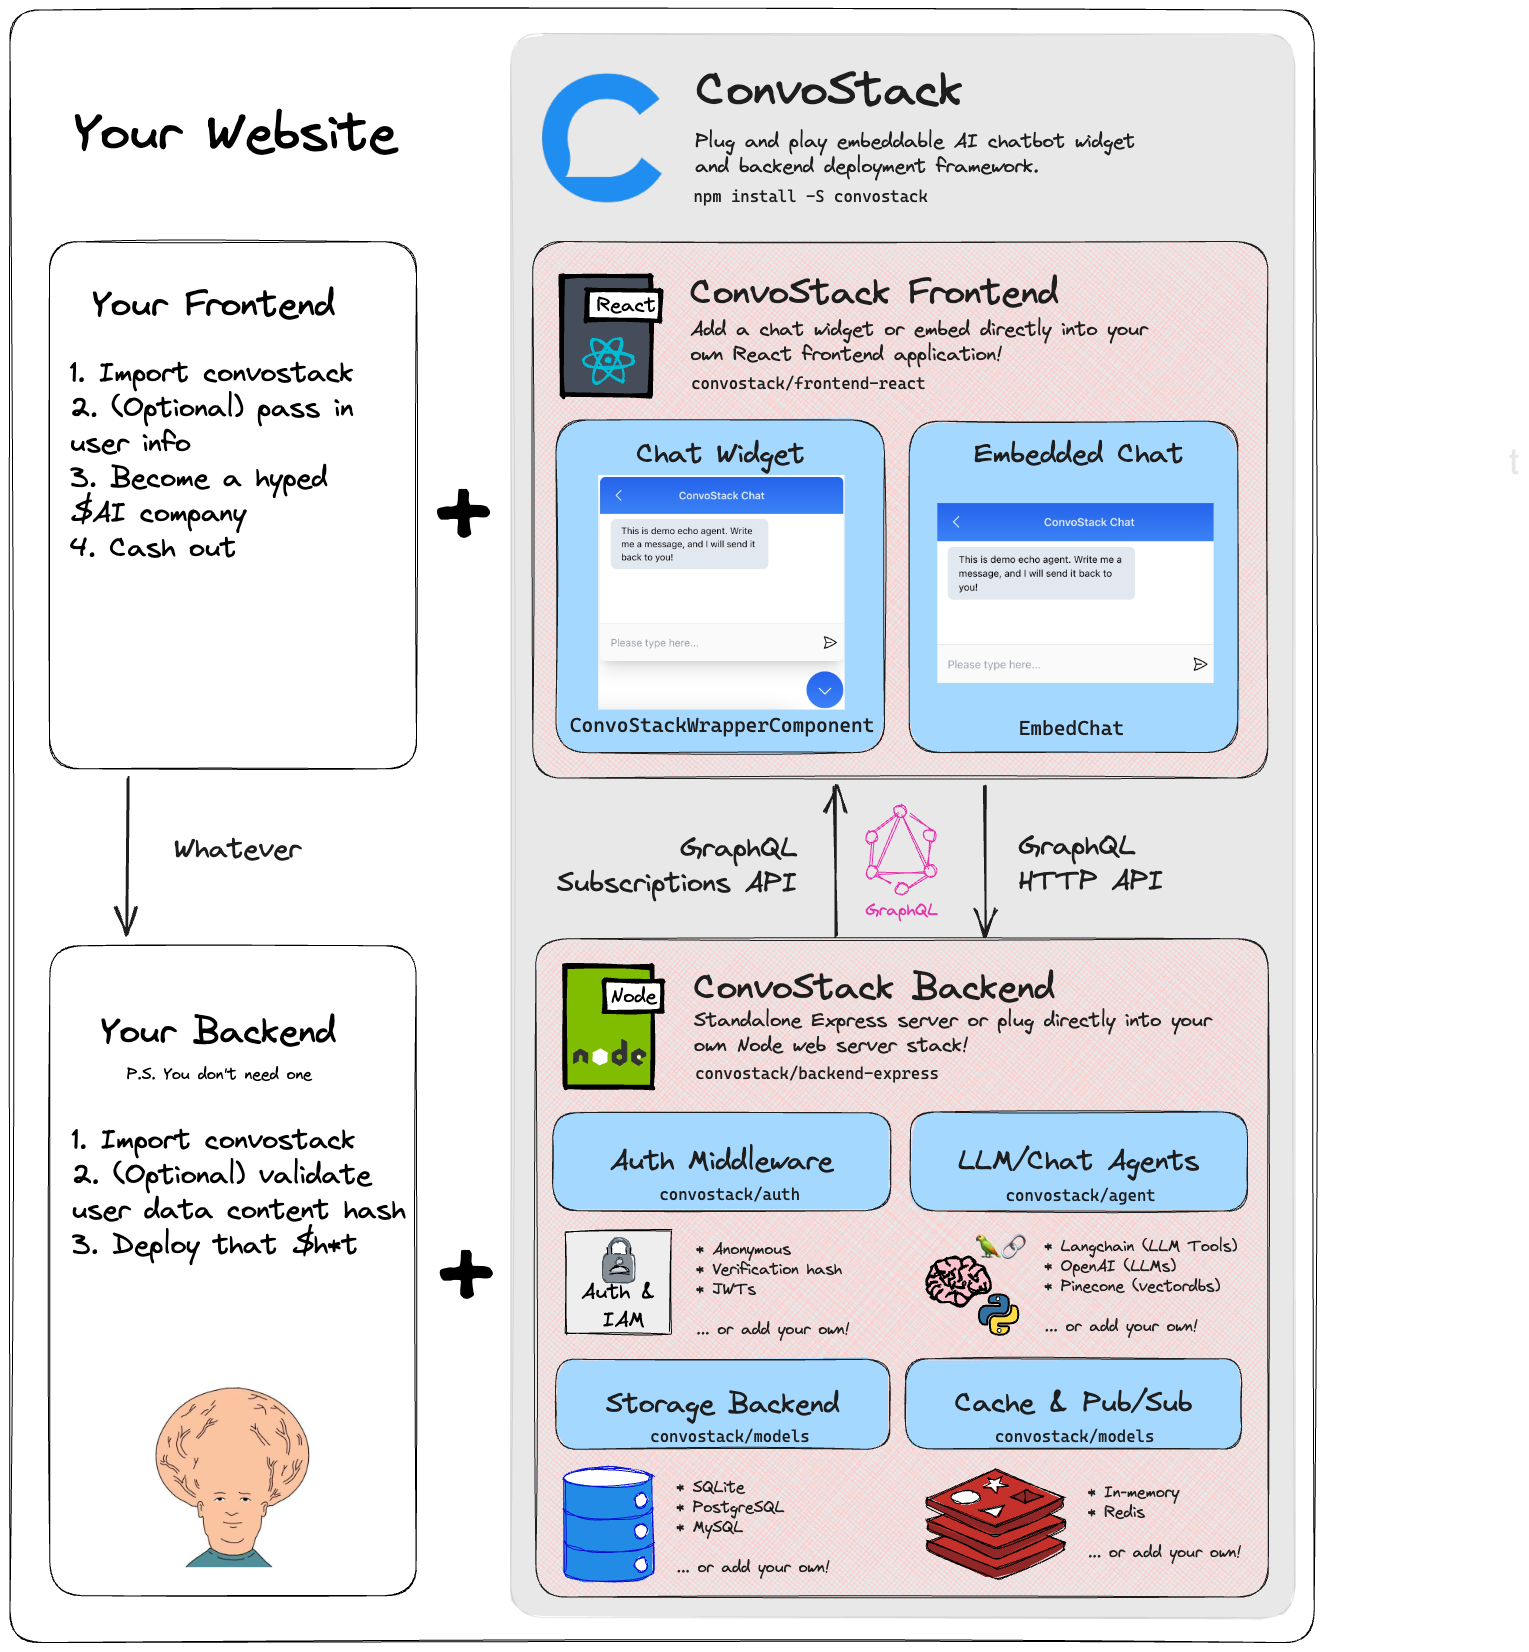 Your Website
ConvoStack
Plug and play embeddable AI chatbot widget
and backend deployment framework.
npm install -S convostack
Your Frontend
1. Import convostack
2. (Optional) pass in
user info
3. Become a hyped
$AI company
4. Cash out
React
ConvoStack Frontend
Add a chat widget or embed directly into your
own React frontend application!
convostack/frontend-react
Chat Widget
ConvoStack Chat
This is demo echo agent. Write
me a message, and I will send it
back to you!
Please type here...
ConvoStackWrapperComponent
Embedded Chat
ConvoStack Chat
This is demo echo agent. Write me a
message, and I will send it back to
you!
Please type here...
EmbedChat
t
Whatever
GraphQL
Subscriptions API
GraphQL
GraphQL
HTTP API
Your Backend
P.S. You don't need one
1. Import convostack
2. (Optional) validate
user data content hash
3. Deploy that $h*t
Node
node
ConvoStack Backend
Standalone Express server or plug directly into your
own Node web server stack!
convostack/backend-express
Auth Middleware
convostack/auth
LLM/Chat Agents
convostack/agent
Auth &
IAM
* Anonymous
* Verification hash
* JWTs
... or add your own!
* Langchain (LLM Tools)
* OpenAI (LLMs)
* Pinecone (vectordbs)
... or add your own!
Storage Backend
convostack/models
Cache & Pub/Sub
convostack/models
* SQLite
* PostgreSQL
* MySQL
... or add your own!
* In-memory
* Redis
... or add your own!